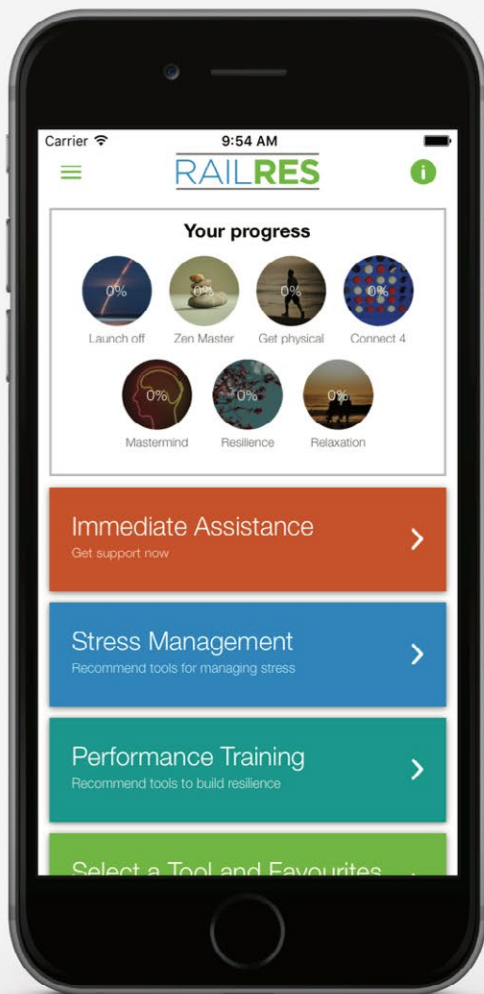 Carrier
9:54 AM
RAILRES
i
Your progress
0%
0%
0%
0%
Launch off
Zen Master
Get physical
Connect 4
0%
0%
0%
Mastermind
Resilience
Relaxation
Immediate Assistance
Get support now
Stress Management
Recommend tools for managing stress
Performance Training
Recommend tools to build resilience
Select a Tool and Favourites